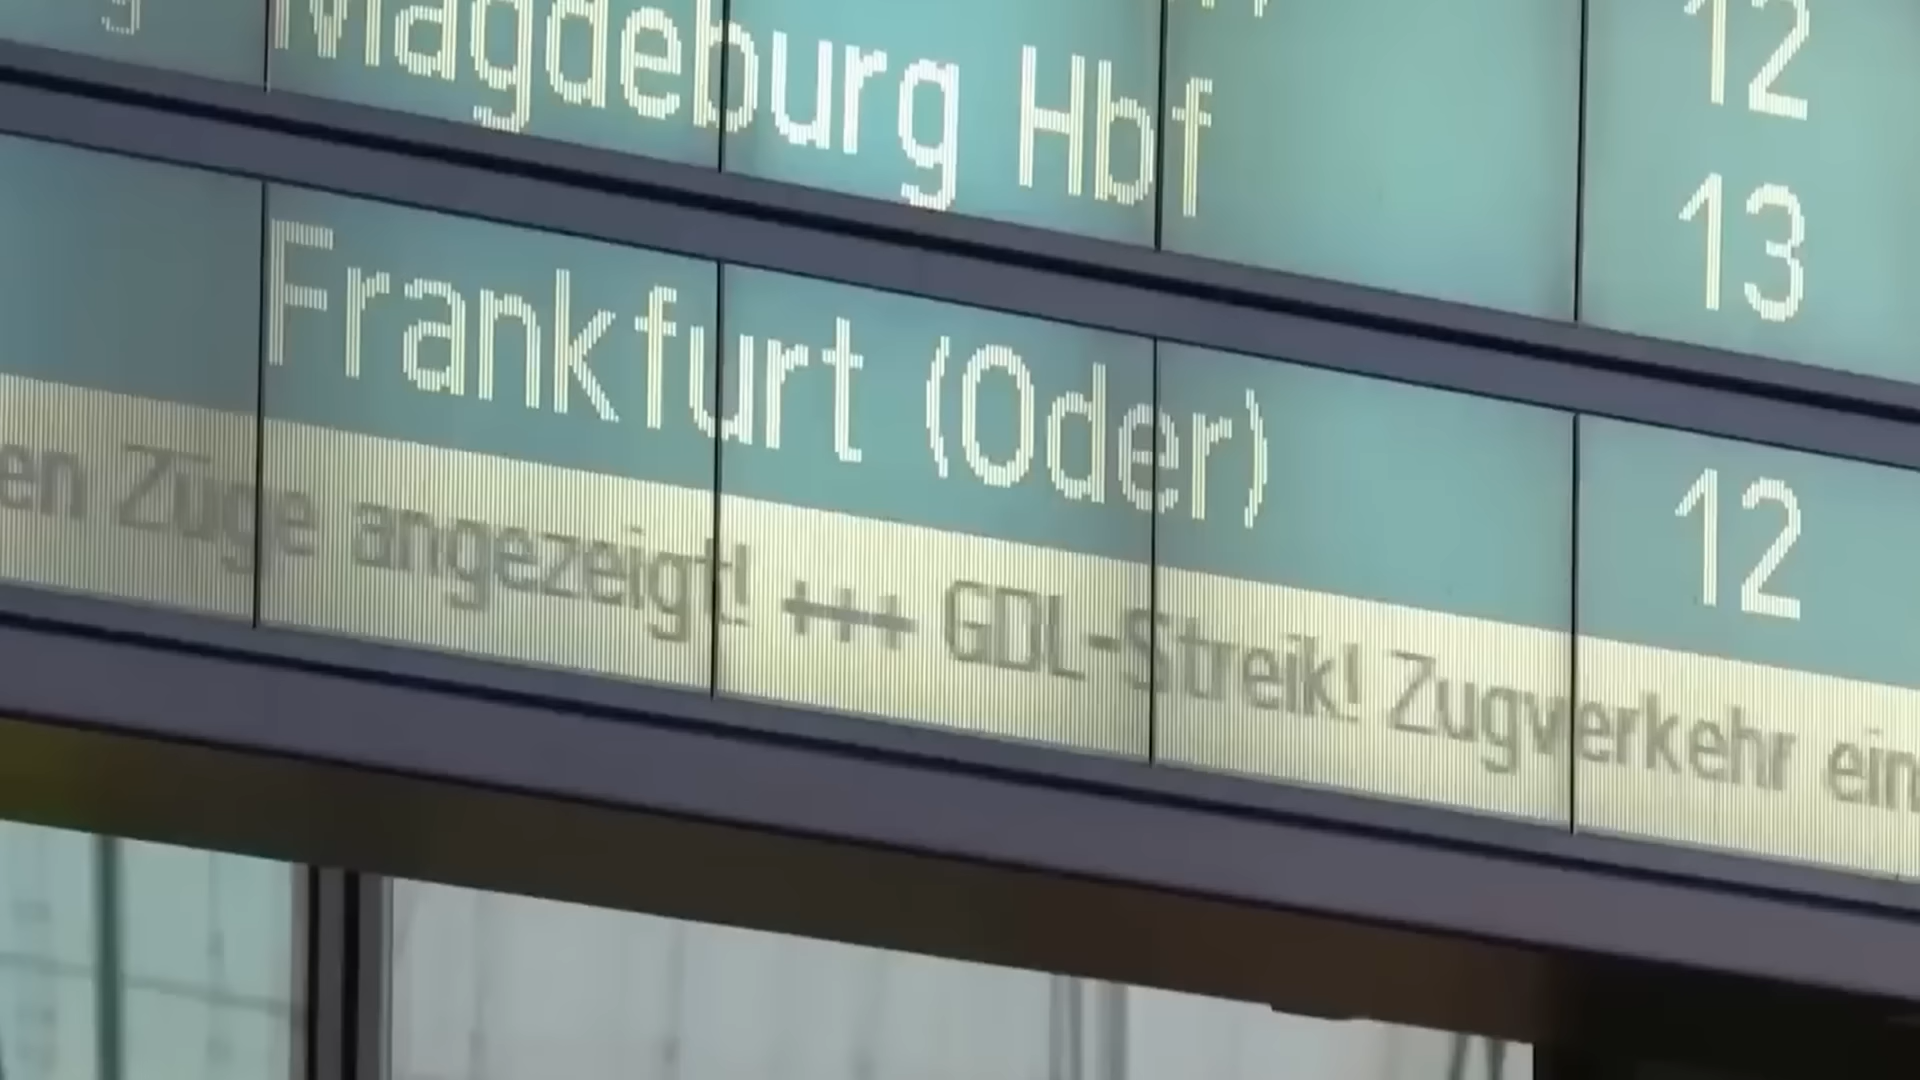 Magdeburg Hbf 12
13
Frankfurt (Oder) 12
en Züge angezeigt! +++ GDL-Streik! Zugverkehr ein